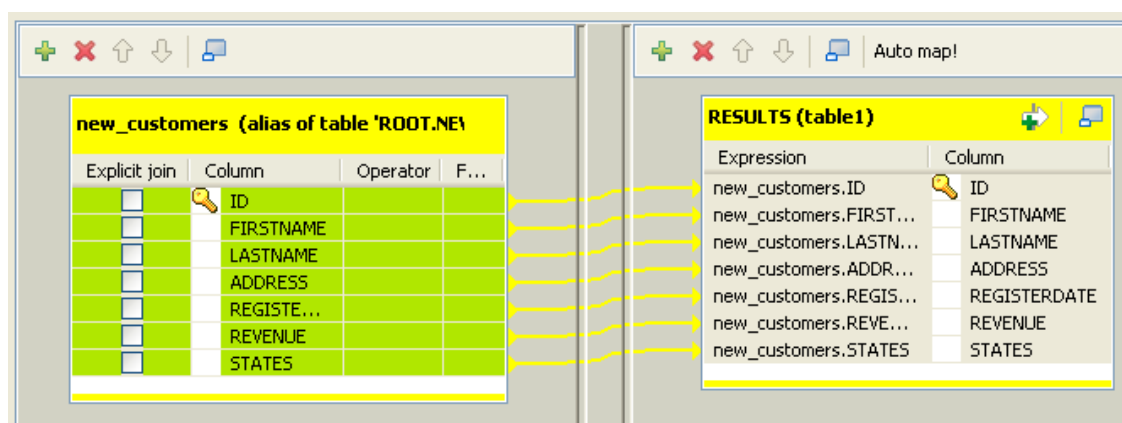 Auto map!
new_customers (alias of table 'ROOT.NE
RESULTS (table1)
Explicit join Column Operator F...
Expression Column
ID
FIRSTNAME
LASTNAME
ADDRESS
REGISTE...
REVENUE
STATES
new_customers.ID ID
new_customers.FIRST... FIRSTNAME
new_customers.LASTN... LASTNAME
new_customers.ADDR... ADDRESS
new_customers.REGIS... REGISTERDATE
new_customers.REVE... REVENUE
new_customers.STATES STATES